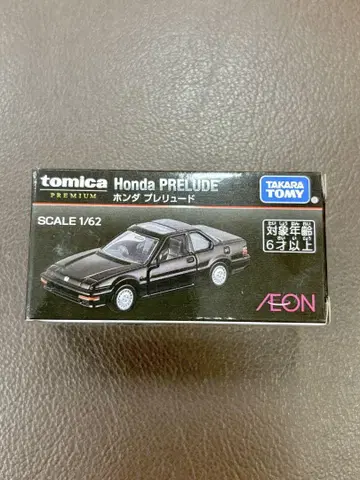 tomica
PREMIUM
Honda PRELUDE
ホンダ プレリュード
TAKARA
TOMY
SCALE 1/62
対象年齢
6才以上
ÆON